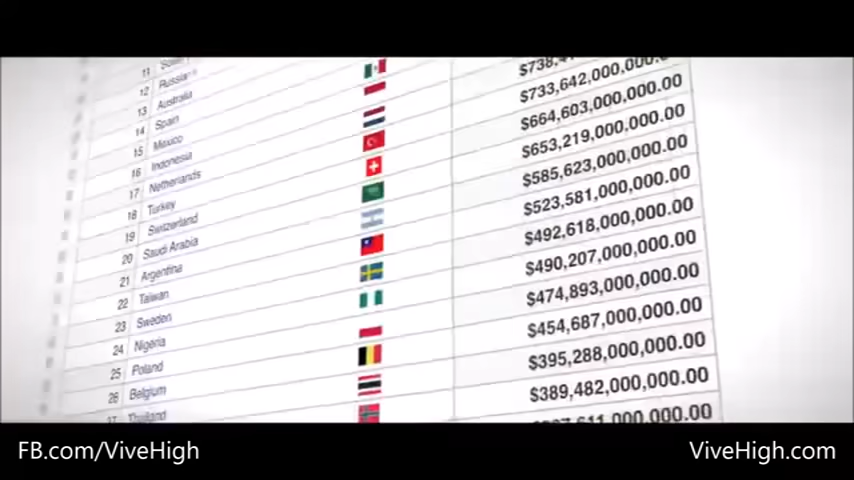 11
12 Russian
13 Australia
14 Spain
15 Mexico
16 Indonesia
17 Netherlands
18 Turkey $733,642,000,000.00
19 Switzerland $664,603,000,000.00
20 Saudi Arabia $653,219,000,000.00
21 Argentina $585,623,000,000.00
22 Taiwan $523,581,000,000.00
23 Sweden $492,618,000,000.00
24 Nigeria $490,207,000,000.00
25 Poland $474,893,000,000.00
26 Belgium $454,687,000,000.00
27 Thailand $395,288,000,000.00
$389,482,000,000.00
FB.com/ViveHigh ViveHigh.com